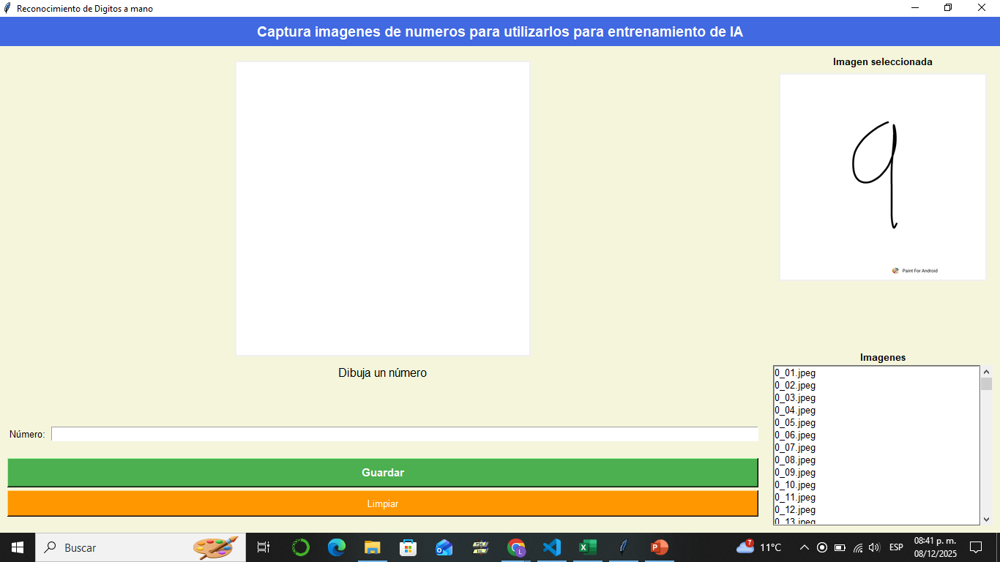 Reconocimiento de Digitos a mano
Captura imagenes de numeros para utilizarlos para entrenamiento de IA
Imagen seleccionada
9
Paint For Android
Dibuja un número
Número:
Guardar
Limpiar
Imagenes
0_01.jpeg
0_02.jpeg
0_03.jpeg
0_04.jpeg
0_05.jpeg
0_06.jpeg
0_07.jpeg
0_08.jpeg
0_09.jpeg
0_10.jpeg
0_11.jpeg
0_12.jpeg
0_13.jpeg
Buscar
7
11°C
ESP
08:41 p. m.
08/12/2025